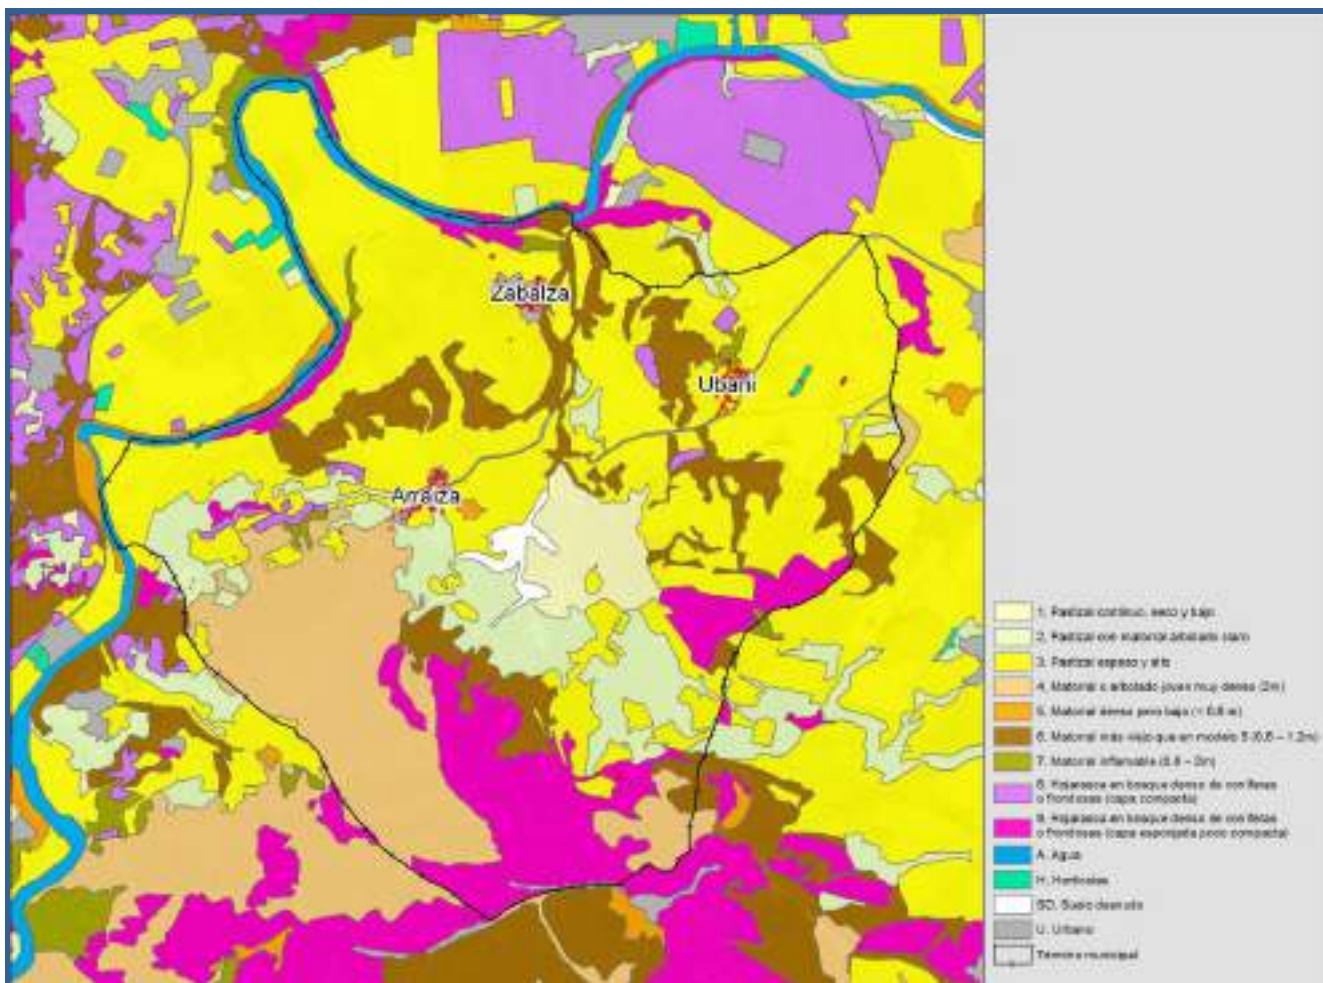 Zabalza
Ubani
Arraiza
1. Pastizal continuo, seco y bajo
2. Pastizal con matorral arbolado claro
3. Pastizal espeso y alto
4. Matorral o arbolado joven muy denso (2m)
5. Matorral denso pero bajo (< 0.6 m)
6. Matorral más viejo que en modelo 5 (0.6 – 1.2m)
7. Matorral inflamable (0.6 – 2m)
8. Hojarasca en bosque denso de coníferas
o frondosas (capa compacta)
9. Hojarasca en bosque denso de coníferas
o frondosas (capa esponjada poco compacta)
A. Agua
H. Hortícolas
SD. Suelo desnudo
U. Urbano
Término municipal